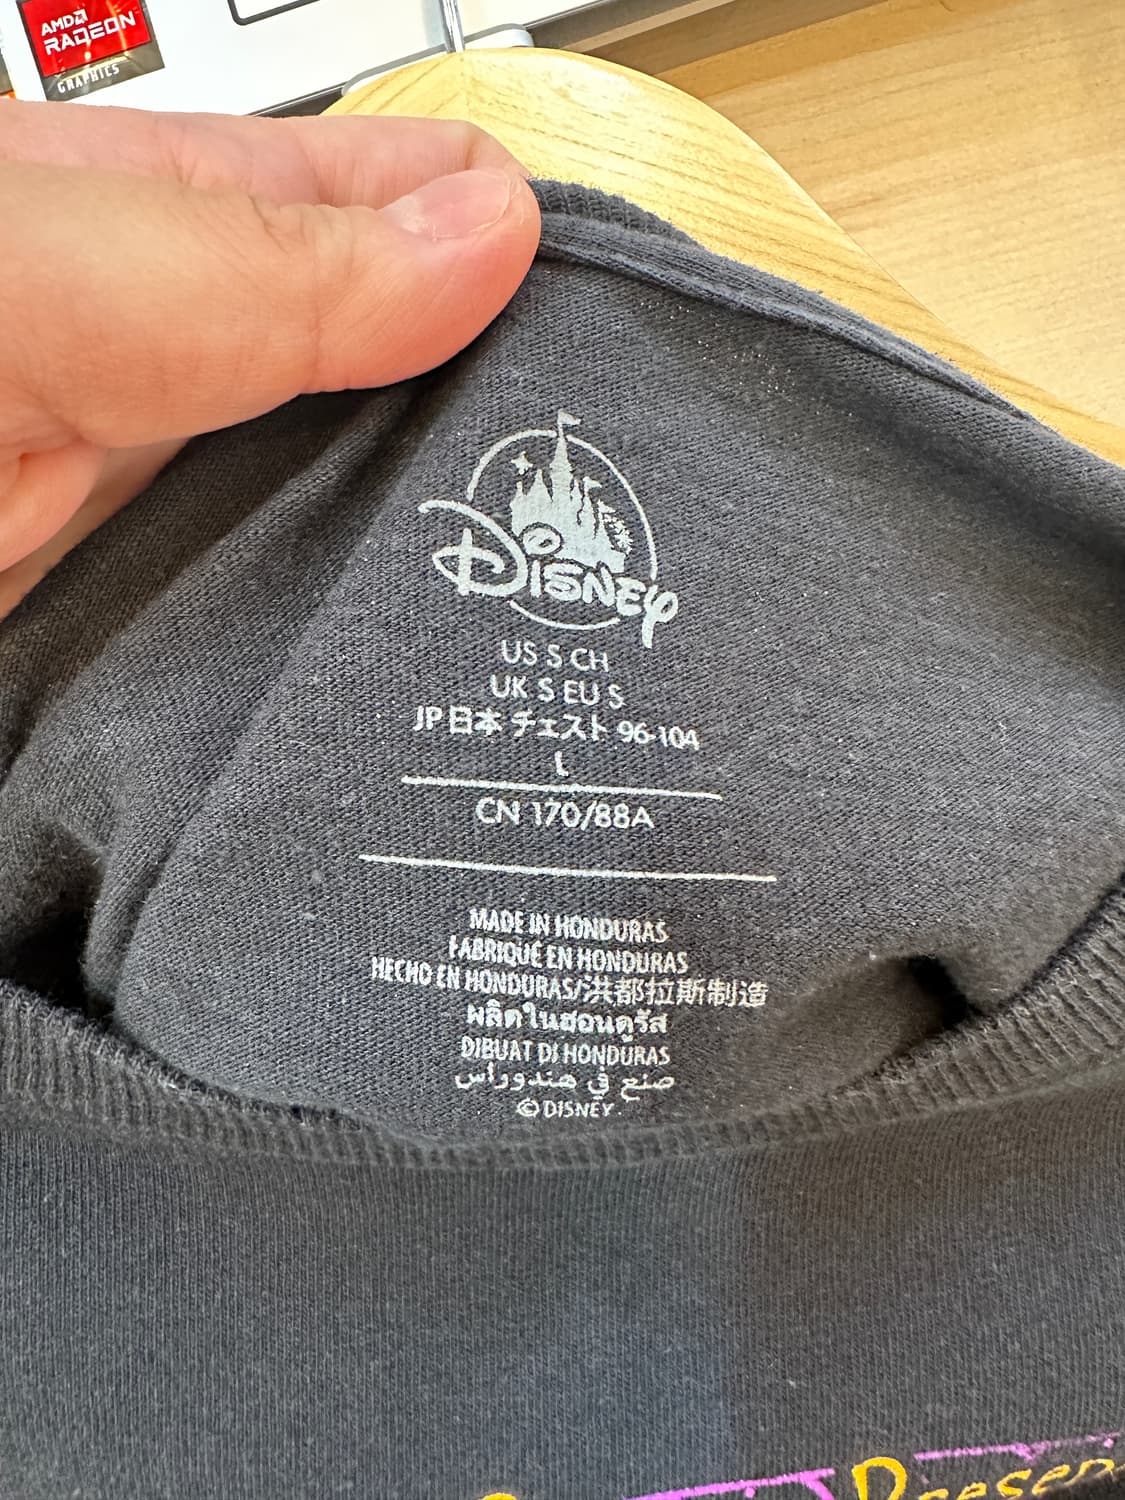 AMD
RADEON
GRAPHICS
DISNEY
US S CH
UK S EU S
JP 日本 チェスト 96-104
L
CN 170/88A
MADE IN HONDURAS
FABRIQUÉ EN HONDURAS
HECHO EN HONDURAS/洪都拉斯制造
ผลิตในฮอนดูรัส
DIBUAT DI HONDURAS
صنع في هندوراس
© DISNEY.